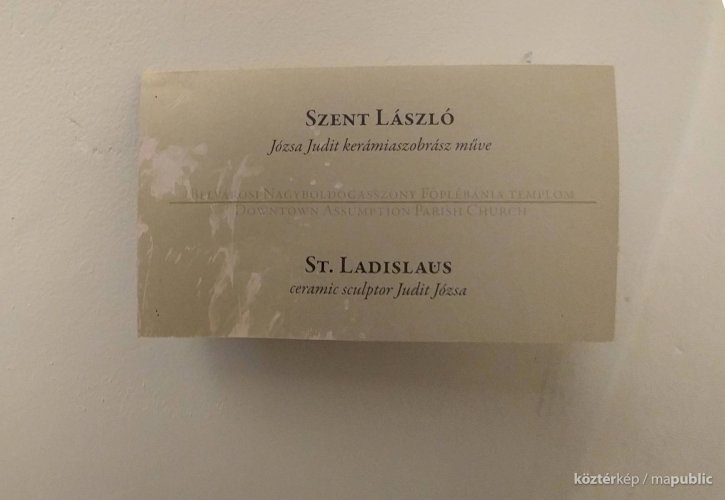 SZENT LÁSZLÓ
Józsa Judit kerámiaszobrász műve
BELVÁROSI NAGYBOLDOGASSZONY FŐPLÉBÁNIA TEMPLOM
DOWNTOWN ASSUMPTION PARISH CHURCH
ST. LADISLAUS
ceramic sculptor Judit Józsa
köztérkép / mapublic